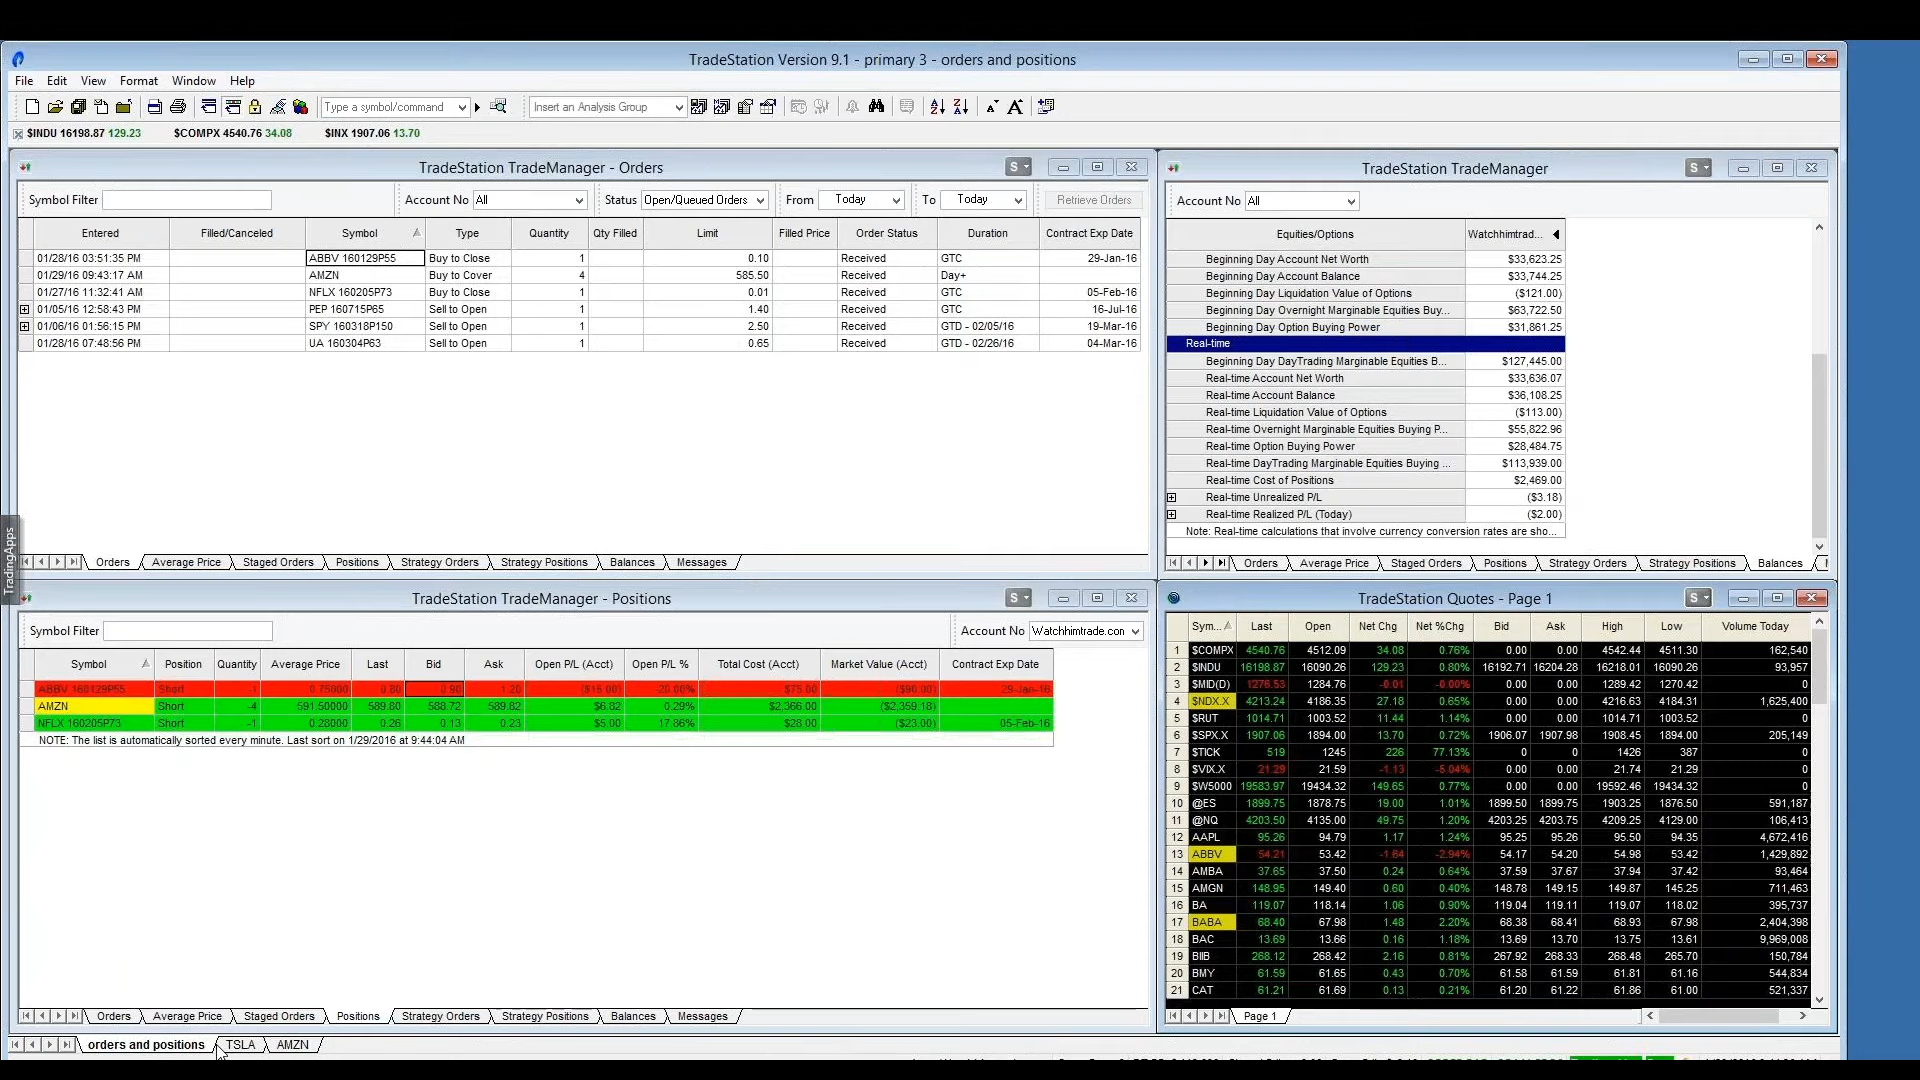 TradeStation Version 9.1 - primary 3 - orders and positions
File Edit View Format Window Help
Type a symbol/command Insert an Analysis Group
$INDU 16198.87 129.23 $COMPX 4540.76 34.08 $INX 1907.06 13.70
TradeStation TradeManager - Orders
Symbol Filter Account No All Status Open/Queued Orders From Today To Today Retrieve Orders
Entered Filled/Canceled Symbol Type Quantity Qty Filled Limit Filled Price Order Status Duration Contract Exp Date
01/28/16 03:51:35 PM ABBV 160129P55 Buy to Close 1 0.10 Received GTC 29-Jan-16
01/29/16 09:43:17 AM AMZN Buy to Cover 4 585.50 Received Day+
01/27/16 11:32:41 AM NFLX 160205P73 Buy to Close 1 0.01 Received GTC 05-Feb-16
01/05/16 12:58:43 PM PEP 160715P65 Sell to Open 1 1.40 Received GTC 16-Jul-16
01/06/16 01:56:15 PM SPY 160318P150 Sell to Open 1 2.50 Received GTD - 02/05/16 19-Mar-16
01/28/16 07:48:56 PM UA 160304P63 Sell to Open 1 0.65 Received GTD - 02/26/16 04-Mar-16
TradingApps
Orders Average Price Staged Orders Positions Strategy Orders Strategy Positions Balances Messages
TradeStation TradeManager
Account No All
Equities/Options Watchhimtrad...
Beginning Day Account Net Worth $33,623.25
Beginning Day Account Balance $33,744.25
Beginning Day Liquidation Value of Options ($121.00)
Beginning Day Overnight Marginable Equities Buy... $63,722.50
Beginning Day Option Buying Power $31,861.25
Real-time
Beginning Day DayTrading Marginable Equities B... $127,445.00
Real-time Account Net Worth $33,636.07
Real-time Account Balance $36,108.25
Real-time Liquidation Value of Options ($113.00)
Real-time Overnight Marginable Equities Buying P... $55,822.96
Real-time Option Buying Power $28,484.75
Real-time DayTrading Marginable Equities Buying ... $113,939.00
Real-time Cost of Positions $2,469.00
Real-time Unrealized P/L ($3.18)
Real-time Realized P/L (Today) ($2.00)
Note: Real-time calculations that involve currency conversion rates are sho...
Orders Average Price Staged Orders Positions Strategy Orders Strategy Positions Balances
TradeStation TradeManager - Positions
Symbol Filter Account No Watchhimtrade.con
Symbol Position Quantity Average Price Last Bid Ask Open P/L (Acct) Open P/L % Total Cost (Acct) Market Value (Acct) Contract Exp Date
ABBV 160129P55 Short -1 0.75000 0.80 0.90 1.20 ($15.00) -20.00% $75.00 ($90.00) 29-Jan-16
AMZN Short -4 591.50000 589.80 588.72 589.82 $6.82 0.29% $2,366.00 ($2,359.18)
NFLX 160205P73 Short -1 0.28000 0.26 0.13 0.23 $5.00 17.86% $28.00 ($23.00) 05-Feb-16
NOTE: The list is automatically sorted every minute. Last sort on 1/29/2016 at 9:44:04 AM
Orders Average Price Staged Orders Positions Strategy Orders Strategy Positions Balances Messages
TradeStation Quotes - Page 1
Sym... Last Open Net Chg Net %Chg Bid Ask High Low Volume Today
1 $COMPX 4540.76 4512.09 34.08 0.76% 0.00 0.00 4542.44 4511.30 162,540
2 $INDU 16198.87 16090.26 129.23 0.80% 16192.71 16204.28 16218.01 16090.26 93,957
3 $MID(D) 1276.53 1284.76 -0.01 -0.00% 0.00 0.00 1289.42 1270.42 0
4 $NDX.X 4213.24 4186.35 27.18 0.65% 0.00 0.00 4216.63 4184.31 1,625,400
5 $RUT 1014.71 1003.52 11.44 1.14% 0.00 0.00 1014.71 1003.52 0
6 $SPX.X 1907.06 1894.00 13.70 0.72% 1906.07 1907.98 1908.45 1894.00 205,149
7 $TICK 519 1245 226 77.13% 0 0 1426 387 0
8 $VIX.X 21.29 21.59 -1.13 -5.04% 0.00 0.00 21.74 21.29 0
9 $W5000 19583.97 19434.32 149.65 0.77% 0.00 0.00 19592.46 19434.32 0
10 @ES 1899.75 1878.75 19.00 1.01% 1899.50 1899.75 1903.25 1876.50 591,187
11 @NQ 4203.50 4135.00 49.75 1.20% 4203.25 4203.75 4209.25 4129.00 106,413
12 AAPL 95.26 94.79 1.17 1.24% 95.25 95.26 95.50 94.35 4,672,416
13 ABBV 54.21 53.42 -1.64 -2.94% 54.17 54.20 54.98 53.42 1,429,892
14 AMBA 37.65 37.50 0.24 0.64% 37.59 37.67 37.94 37.42 93,464
15 AMGN 148.95 149.40 0.60 0.40% 148.78 149.15 149.87 145.25 711,463
16 BA 119.07 118.14 1.06 0.90% 119.04 119.11 119.07 118.02 395,737
17 BABA 68.40 67.98 1.48 2.20% 68.38 68.41 68.93 67.98 2,404,398
18 BAC 13.69 13.66 0.16 1.18% 13.69 13.70 13.75 13.61 9,969,008
19 BIIB 268.12 268.42 2.16 0.81% 267.92 268.33 268.48 265.70 150,784
20 BMY 61.59 61.65 0.43 0.70% 61.58 61.59 61.81 61.16 544,834
21 CAT 61.21 61.69 0.13 0.21% 61.20 61.22 61.86 61.00 521,337
Page 1
orders and positions TSLA AMZN